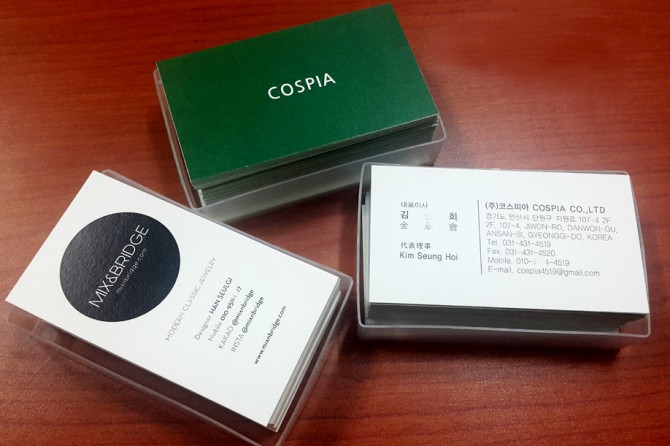 COSPIA
MIX&BRIDGE
mixnbridge.com
MODERN CLASSIC JEWELRY
Designer HAN SEULGI
Mobile
KAKAO @mixnbridge
INSTA @mixnbridge
www.mixnbridge.com
대표이사
김 회
金 會
代表理事
Kim Seung Hoi
(주)코스피아 COSPIA CO.,LTD
경기도 안산시 단원구 지원로 107-4 2F
2F, 107-4, JIWON-RO, DANWON-GU,
ANSAN-SI, GYEONGGI-DO, KOREA
Tel. 031-431-4519
Fax. 031-431-4520
Mobile. 010- -4519
E-mail. cospia4519@gmail.com